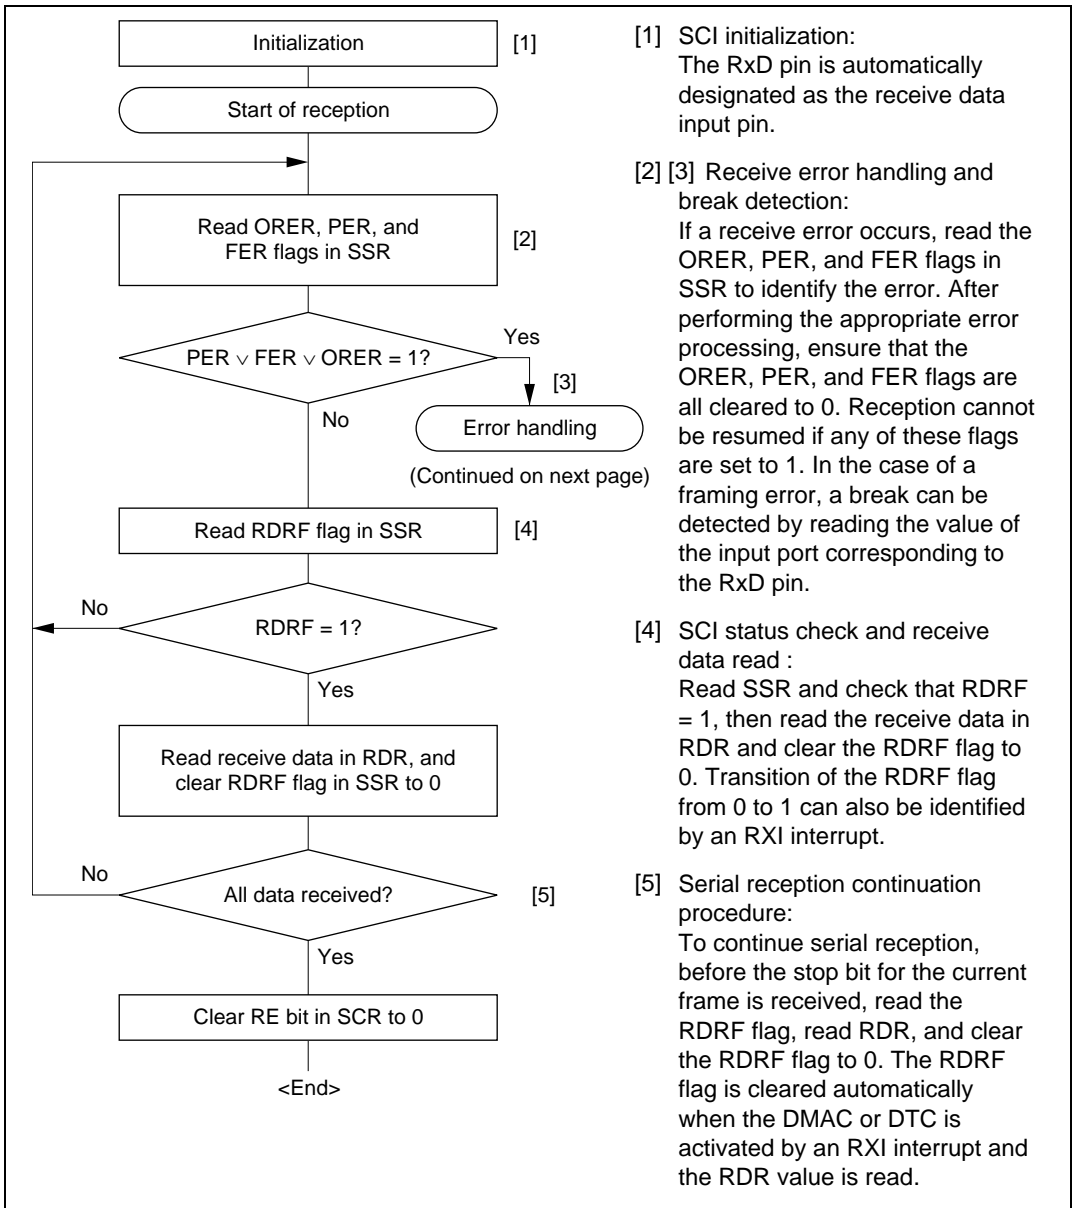 Initialization
[1]
Start of reception
Read ORER, PER, and
FER flags in SSR
[2]
PER ∨ FER ∨ ORER = 1?
Yes
[3]
No
Error handling
(Continued on next page)
Read RDRF flag in SSR
[4]
No
RDRF = 1?
Yes
Read receive data in RDR, and
clear RDRF flag in SSR to 0
No
All data received?
[5]
Yes
Clear RE bit in SCR to 0
<End>
[1] SCI initialization:
The RxD pin is automatically
designated as the receive data
input pin.
[2] [3] Receive error handling and
break detection:
If a receive error occurs, read the
ORER, PER, and FER flags in
SSR to identify the error. After
performing the appropriate error
processing, ensure that the
ORER, PER, and FER flags are
all cleared to 0. Reception cannot
be resumed if any of these flags
are set to 1. In the case of a
framing error, a break can be
detected by reading the value of
the input port corresponding to
the RxD pin.
[4] SCI status check and receive
data read :
Read SSR and check that RDRF
= 1, then read the receive data in
RDR and clear the RDRF flag to
0. Transition of the RDRF flag
from 0 to 1 can also be identified
by an RXI interrupt.
[5] Serial reception continuation
procedure:
To continue serial reception,
before the stop bit for the current
frame is received, read the
RDRF flag, read RDR, and clear
the RDRF flag to 0. The RDRF
flag is cleared automatically
when the DMAC or DTC is
activated by an RXI interrupt and
the RDR value is read.